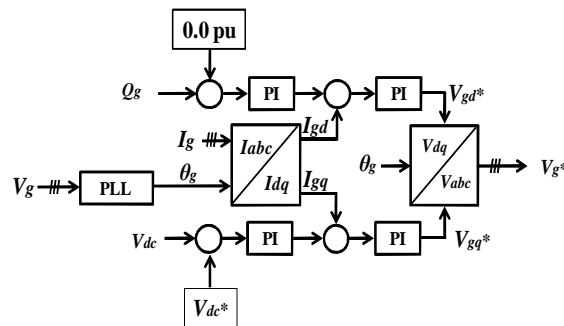 0.0 pu
Qg
PI
PI
Vgd*
Ig
Iabc
Igd
Vdq
Vg
PLL
θg
Idq
Igq
θg
Vabc
Vg*
Vdc
PI
PI
Vgq*
Vdc*